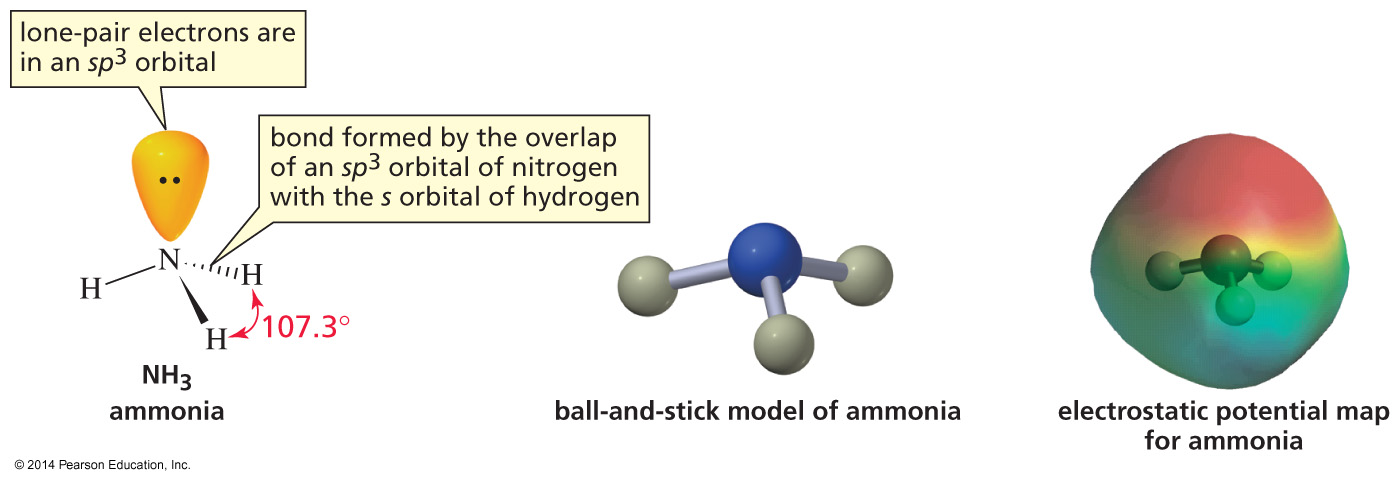 lone-pair electrons are
in an sp³ orbital
bond formed by the overlap
of an sp³ orbital of nitrogen
with the s orbital of hydrogen
N
H
H
H
107.3°
NH₃
ammonia
ball-and-stick model of ammonia
electrostatic potential map
for ammonia
© 2014 Pearson Education, Inc.